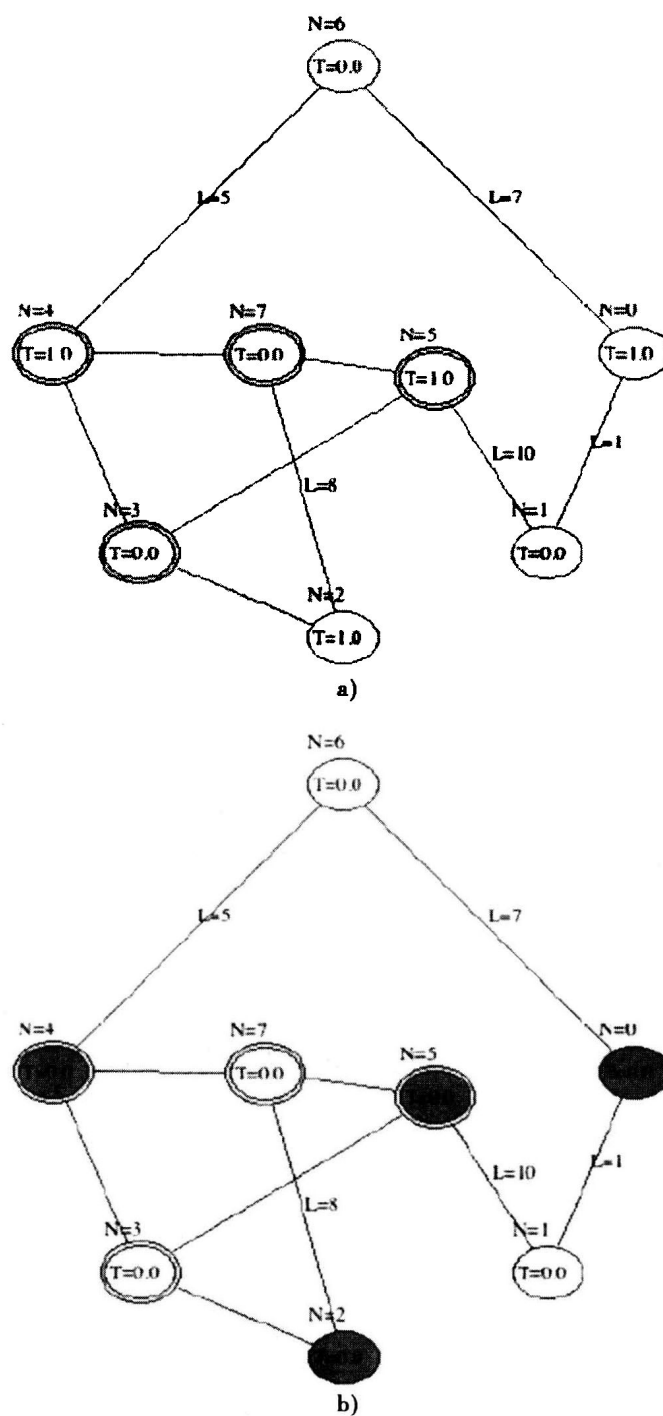 N=6
T=0.0
L=5
L=7
N=4
N=7
N=5
N=0
T=1.0
T=0.0
T=1.0
T=1.0
L=10
L=1
L=8
N=3
N=1
T=0.0
T=0.0
N=2
T=1.0
a)
N=6
T=0.0
L=5
L=7
N=4
N=7
N=5
N=0
T=0.0
L=10
L=1
L=8
N=3
N=1
T=0.0
T=0.0
N=2
b)